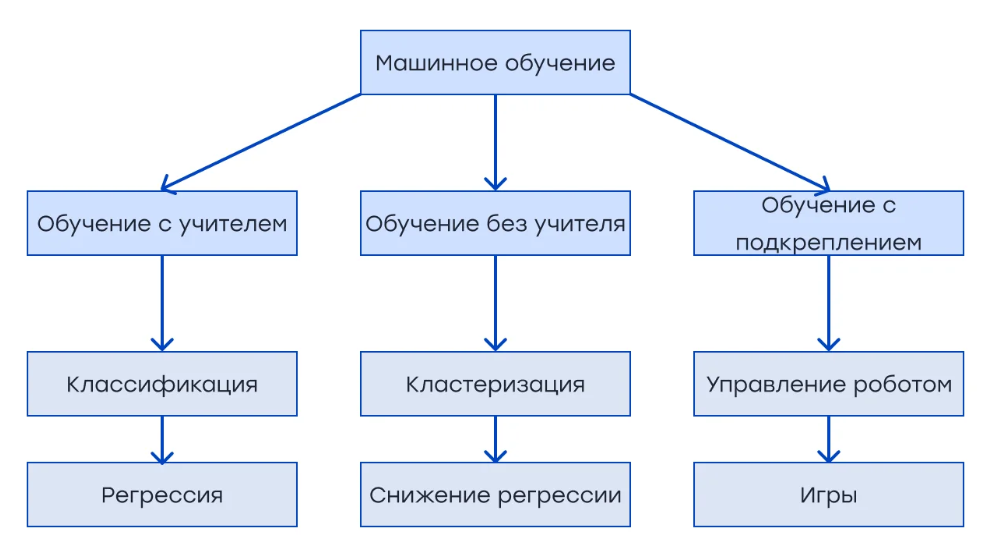 Машинное обучение
Обучение с учителем
Обучение без учителя
Обучение с
подкреплением
Классификация
Кластеризация
Управление роботом
Регрессия
Снижение регрессии
Игры